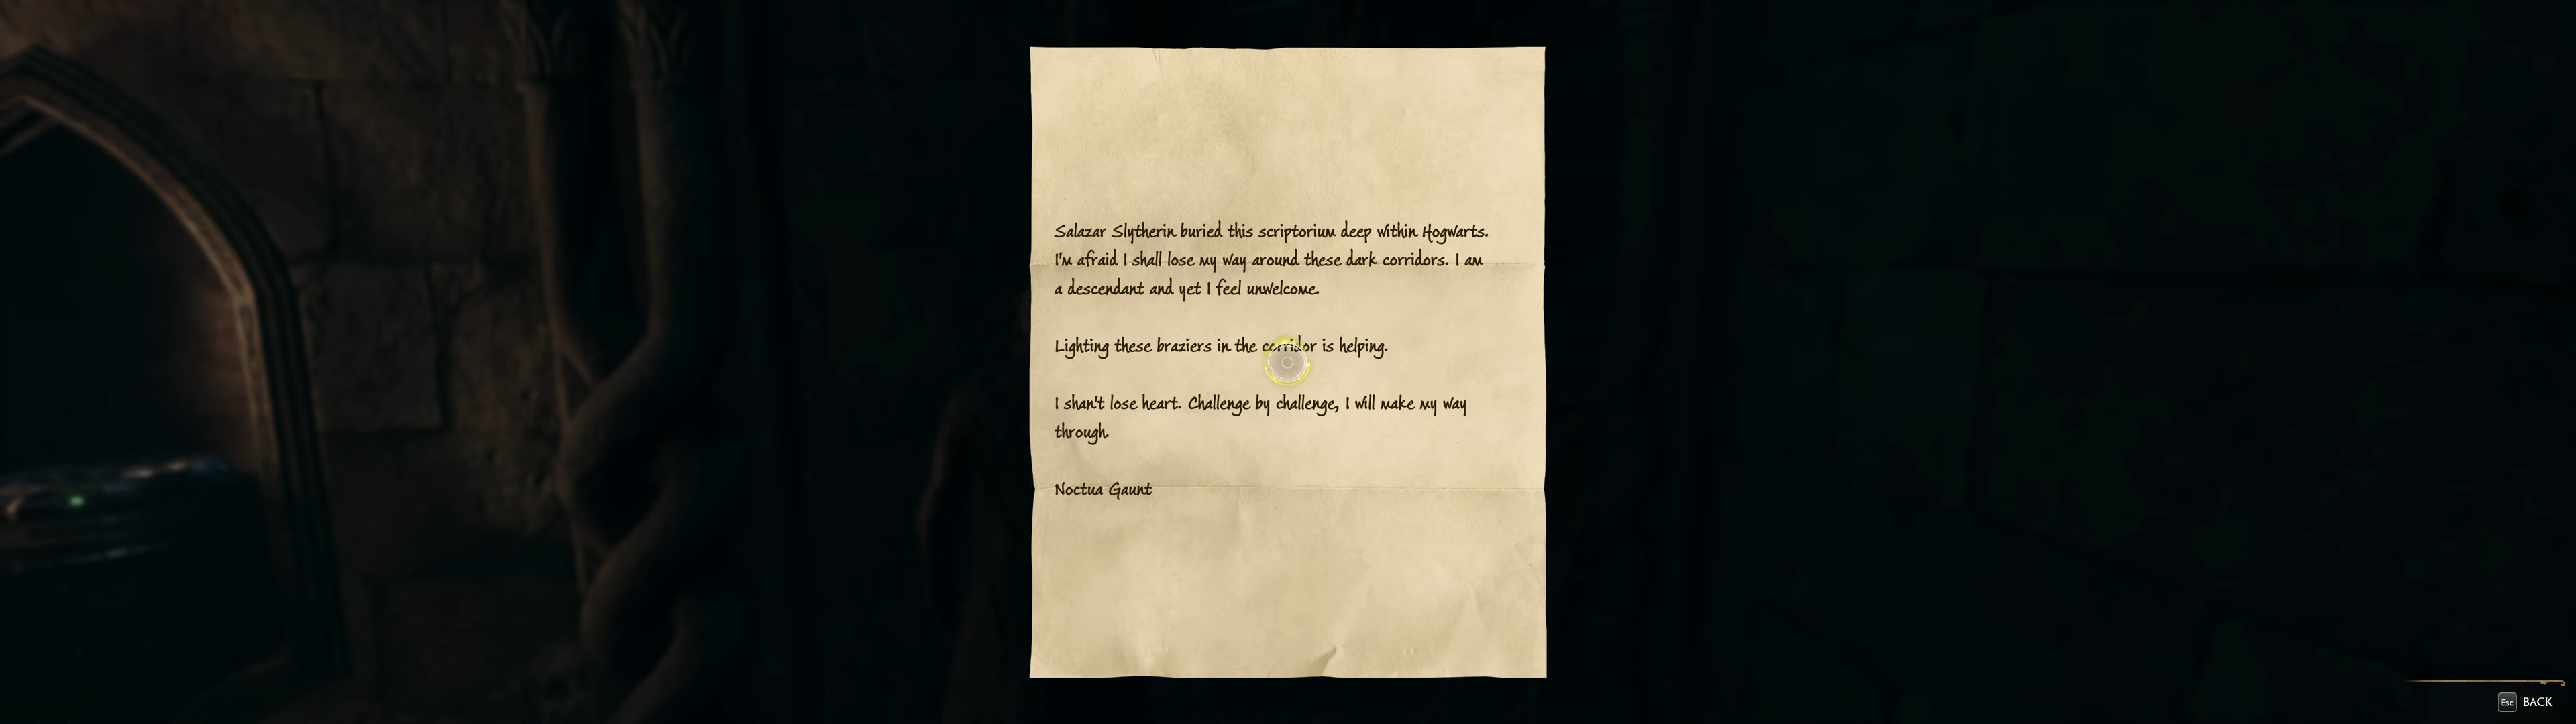 Salazar Slytherin buried this scriptorium deep within Hogwarts.
I'm afraid I shall lose my way around these dark corridors. I am
a descendant and yet I feel unwelcome.
Lighting these braziers in the corridor is helping.
I shan't lose heart. Challenge by challenge, I will make my way
through.
Noctua Gaunt
Esc BACK